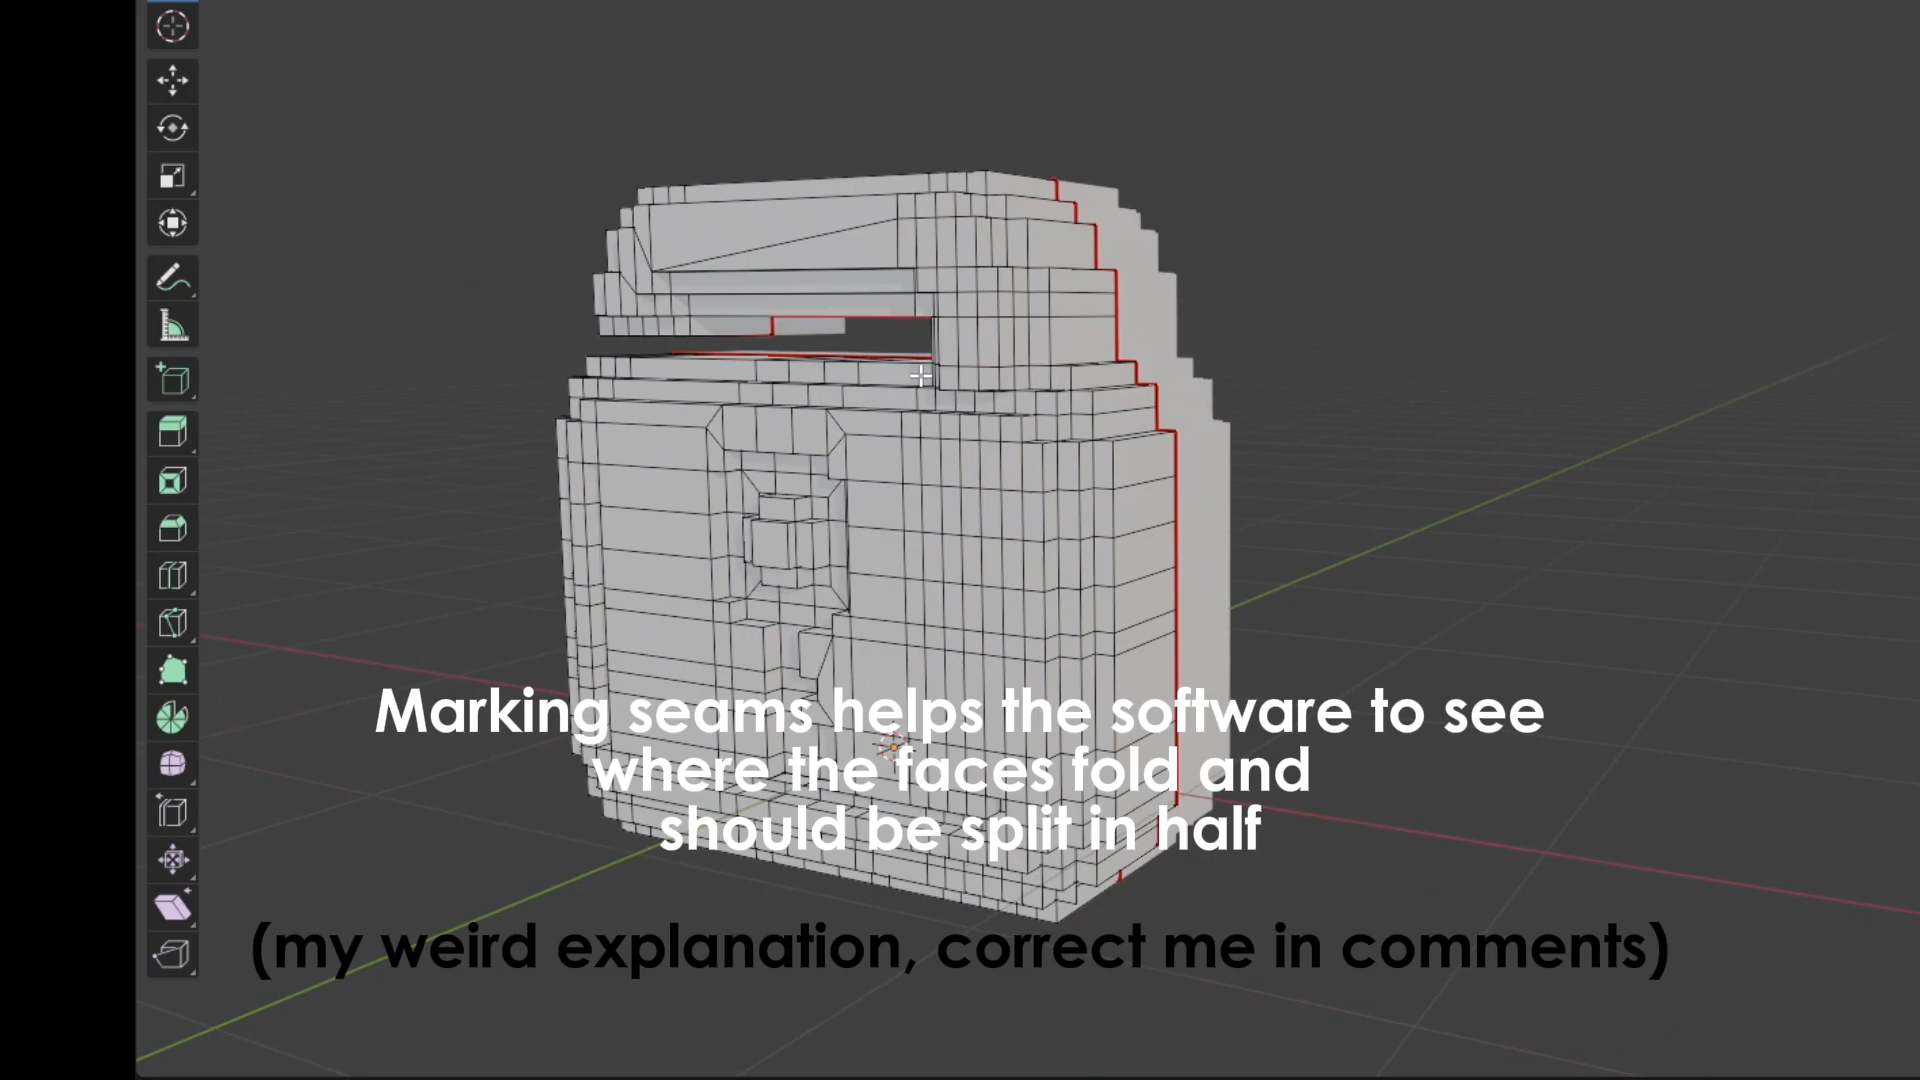 Marking seams helps the software to see
where the faces fold and
should be split in half
(my weird explanation, correct me in comments)